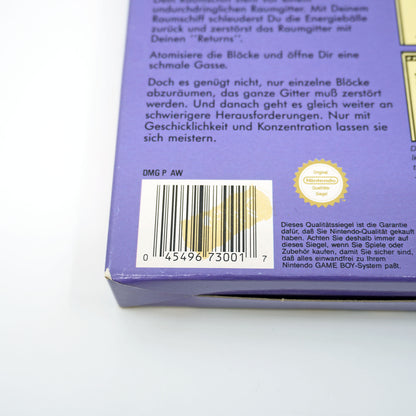 undurchdringlichen Raumgitter. Mit Deinem
Raumschiff schleuderst Du die Energiebälle
zurück und zerstörst das Raumgitter mit
Deinen "Returns".
Atomisiere die Blöcke und öffne Dir eine
schmale Gasse.
Doch es genügt nicht, nur einzelne Blöcke
abzuräumen, das ganze Gitter muß zerstört
werden. Und danach geht es gleich weiter an
schwierigere Herausforderungen. Nur mit
Geschicklichkeit und Konzentration lassen sie
sich meistern.
DMG P AW
Original
Nintendo
Qualitäts
Siegel
0 45496 73001 7
Dieses Qualitätssiegel ist die Garantie
dafür, daß Sie Nintendo-Qualität gekauft
haben. Achten Sie deshalb immer auf
dieses Siegel, wenn Sie Spiele oder
Zubehör kaufen, damit Sie sicher sind,
daß alles einwandfrei zu Ihrem
Nintendo GAME BOY-System paßt.